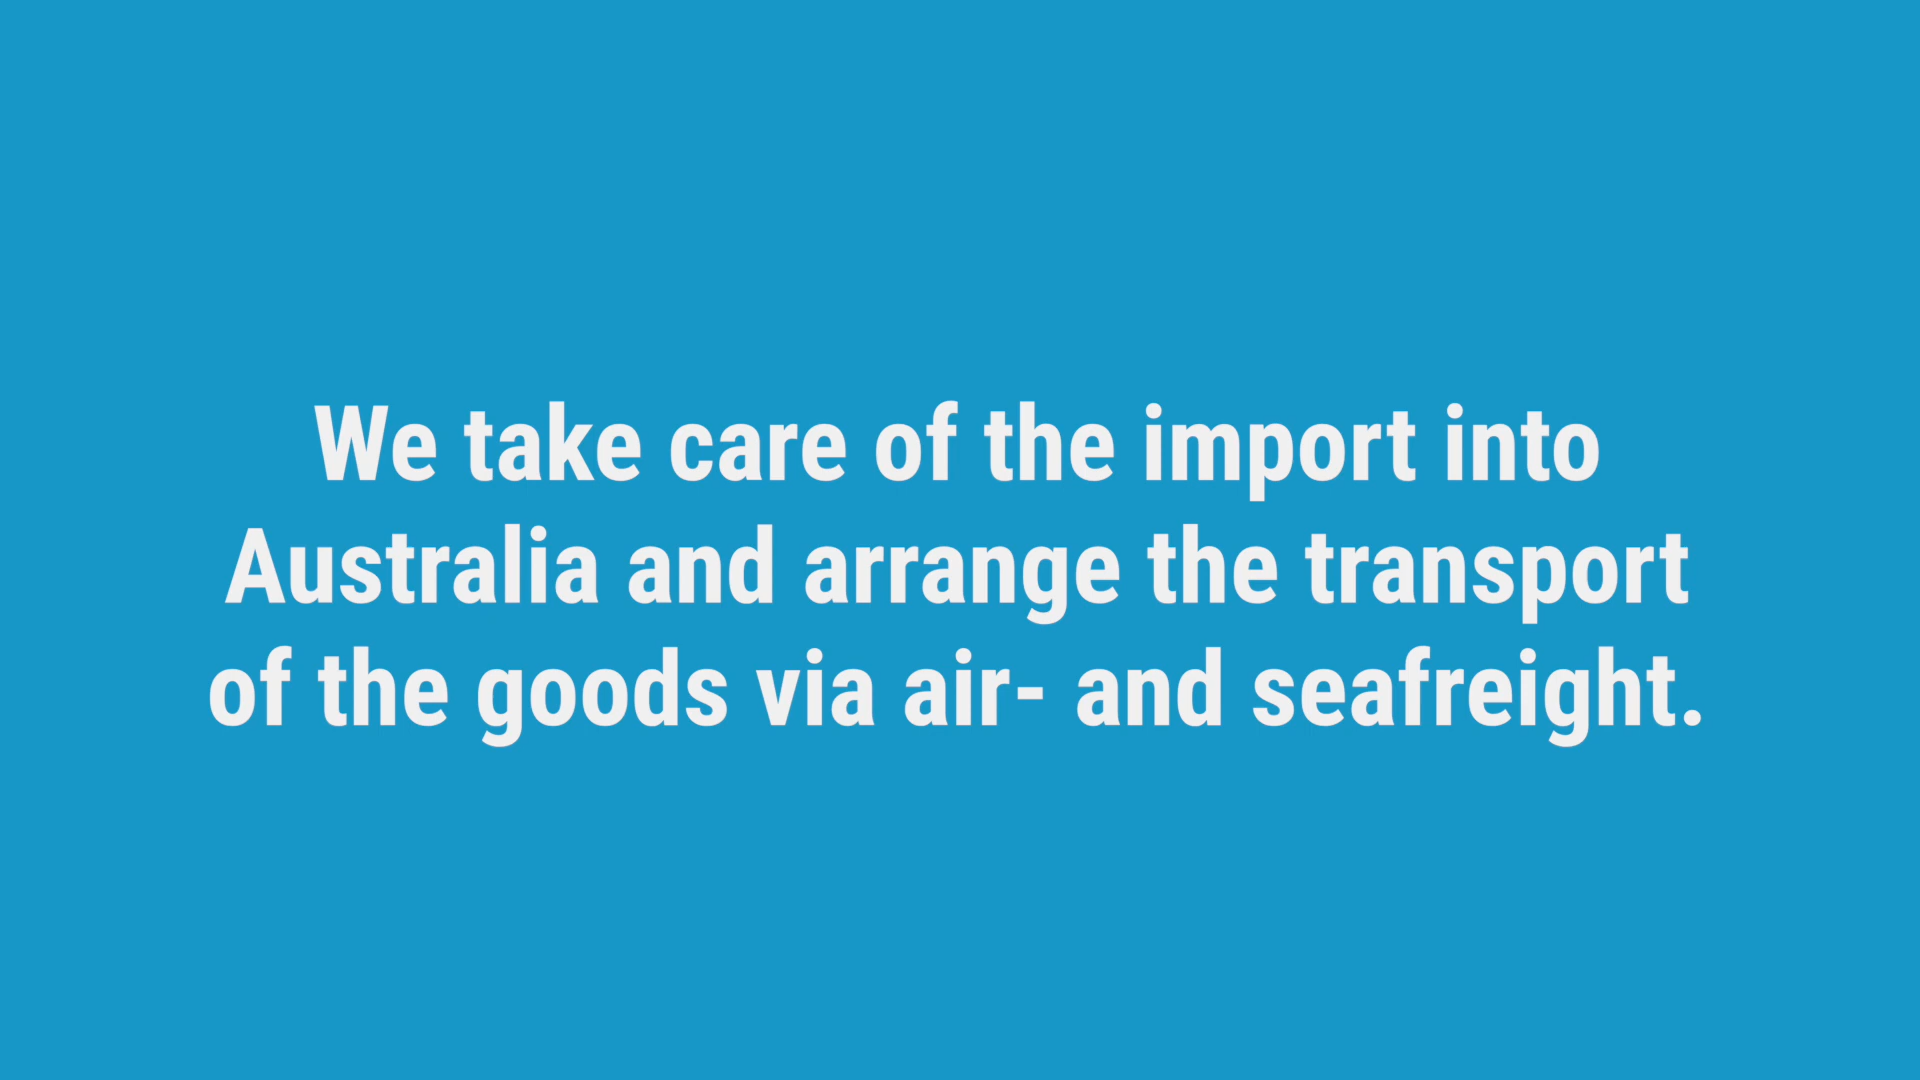 We take care of the import into
Australia and arrange the transport
of the goods via air- and seafreight.